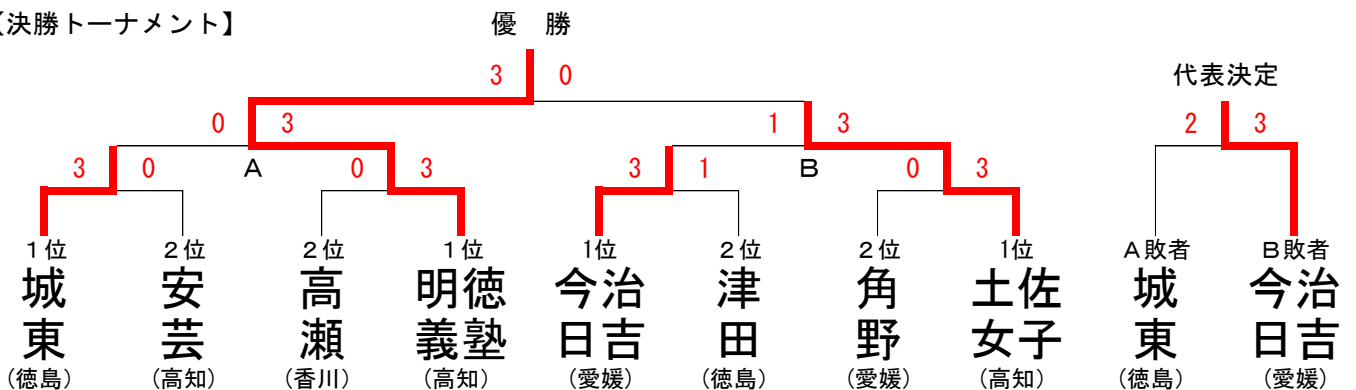 【決勝トーナメント】
優 勝
3 0
代表決定
0 3
1 3
2 3
3 0
A
0 3
3 1
B
0 3
1位 2位 2位 1位 1位 2位 2位 1位 A敗者 B敗者
城東
安芸
高瀬
明徳
義塾
今治
日吉
津田
角野
土佐
女子
城東
今治
日吉
(徳島) (高知) (香川) (高知) (愛媛) (徳島) (愛媛) (高知) (徳島) (愛媛)